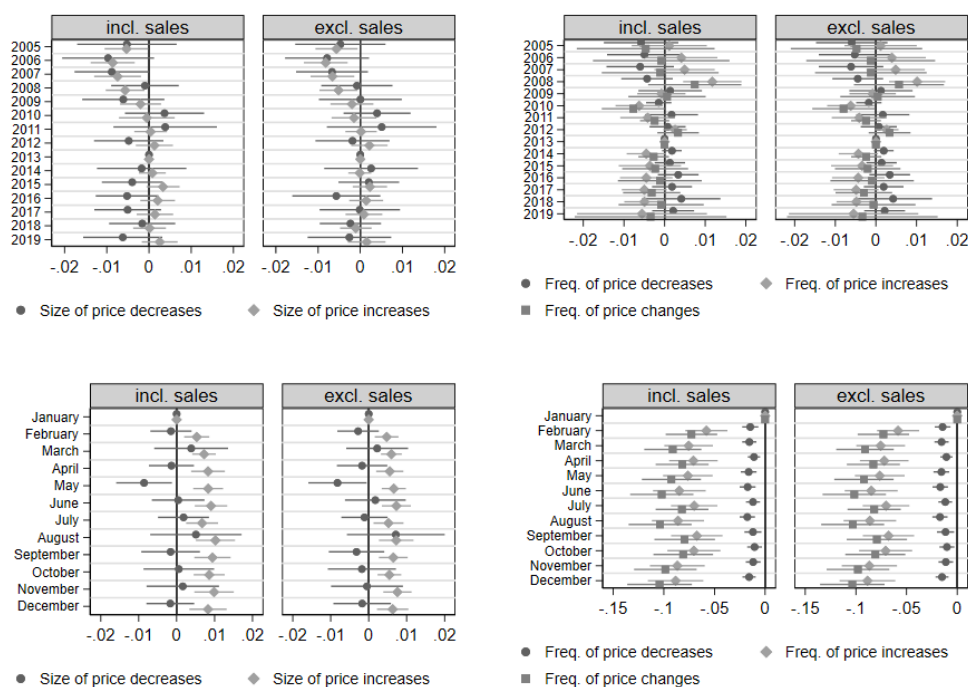 incl. sales excl. sales
2005
2006
2007
2008
2009
2010
2011
2012
2013
2014
2015
2016
2017
2018
2019
-.02 -.01 0 .01 .02 -.02 -.01 0 .01 .02
Size of price decreases Size of price increases
incl. sales excl. sales
2005
2006
2007
2008
2009
2010
2011
2012
2013
2014
2015
2016
2017
2018
2019
-.02 -.01 0 .01 .02 -.02 -.01 0 .01 .02
Freq. of price decreases Freq. of price increases
Freq. of price changes
incl. sales excl. sales
January
February
March
April
May
June
July
August
September
October
November
December
-.02 -.01 0 .01 .02 -.02 -.01 0 .01 .02
Size of price decreases Size of price increases
incl. sales excl. sales
January
February
March
April
May
June
July
August
September
October
November
December
-.15 -.1 -.05 0 -.15 -.1 -.05 0
Freq. of price decreases Freq. of price increases
Freq. of price changes